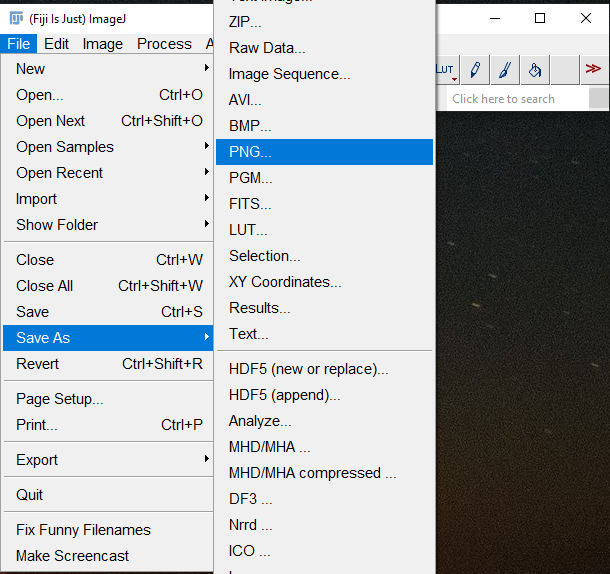 (Fiji Is Just) ImageJ
File Edit Image Process
LUT
Click here to search
New
Open... Ctrl+O
Open Next Ctrl+Shift+O
Open Samples
Open Recent
Import
Show Folder
Close Ctrl+W
Close All Ctrl+Shift+W
Save Ctrl+S
Save As
Revert Ctrl+Shift+R
Page Setup...
Print... Ctrl+P
Export
Quit
Fix Funny Filenames
Make Screencast
ZIP...
Raw Data...
Image Sequence...
AVI...
BMP...
PNG...
PGM...
FITS...
LUT...
Selection...
XY Coordinates...
Results...
Text...
HDF5 (new or replace)...
HDF5 (append)...
Analyze...
MHD/MHA ...
MHD/MHA compressed ...
DF3 ...
Nrrd ...
ICO ...